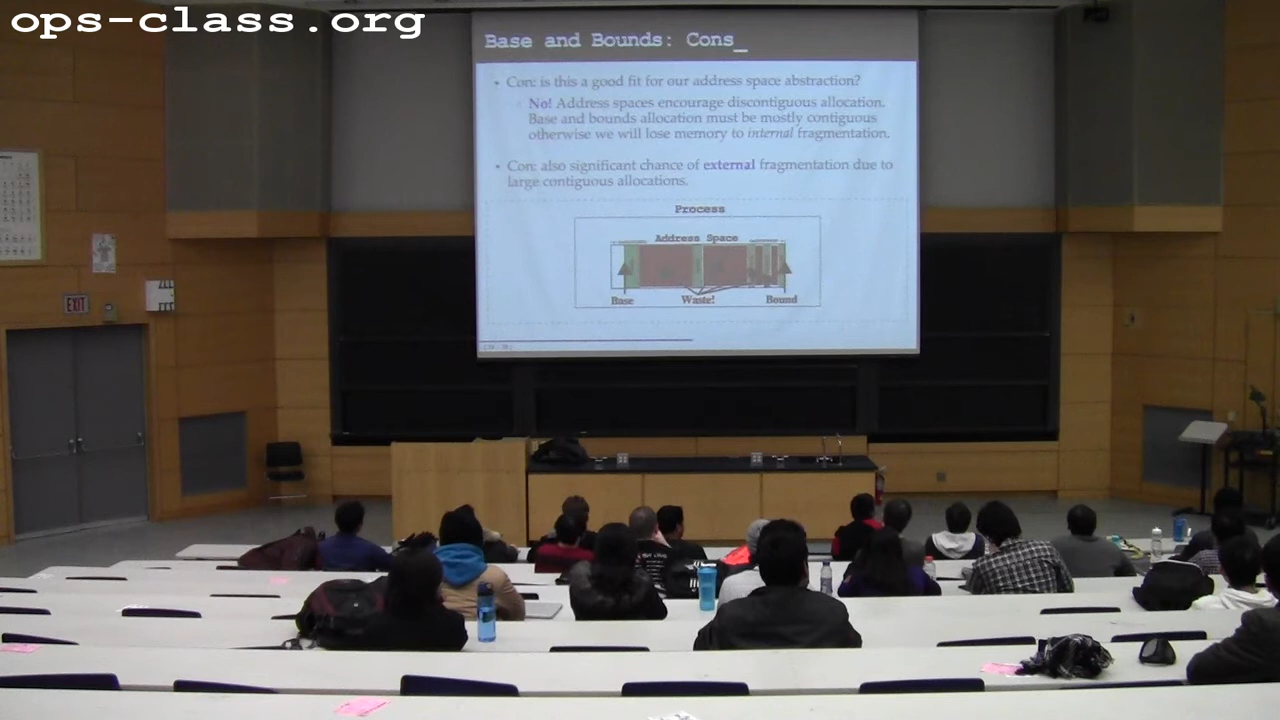 ops-class.org
Base and Bounds: Cons_
• Con: is this a good fit for our address space abstraction?
No! Address spaces encourage discontiguous allocation.
Base and bounds allocation must be mostly contiguous
otherwise we will lose memory to internal fragmentation.
• Con: also significant chance of external fragmentation due to
large contiguous allocations.
Process
Address Space
Base Waste! Bound
EXIT